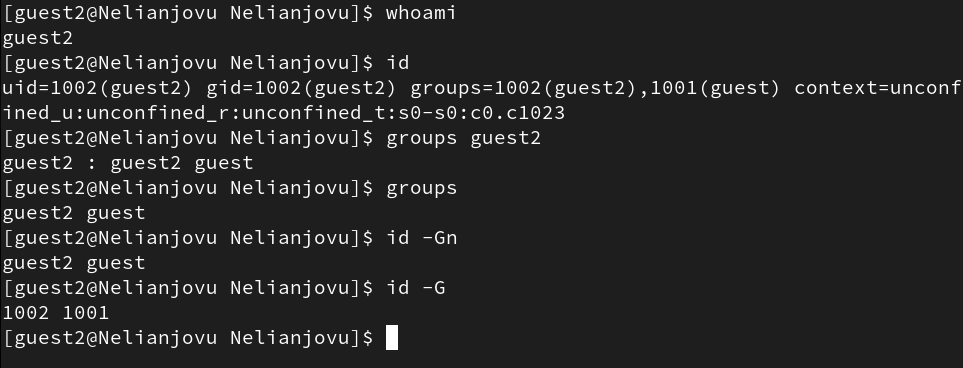 [guest2@Nelianjovu Nelianjovu]$ whoami
guest2
[guest2@Nelianjovu Nelianjovu]$ id
uid=1002(guest2) gid=1002(guest2) groups=1002(guest2),1001(guest) context=unconf
ined_u:unconfined_r:unconfined_t:s0-s0:c0.c1023
[guest2@Nelianjovu Nelianjovu]$ groups guest2
guest2 : guest2 guest
[guest2@Nelianjovu Nelianjovu]$ groups
guest2 guest
[guest2@Nelianjovu Nelianjovu]$ id -Gn
guest2 guest
[guest2@Nelianjovu Nelianjovu]$ id -G
1002 1001
[guest2@Nelianjovu Nelianjovu]$